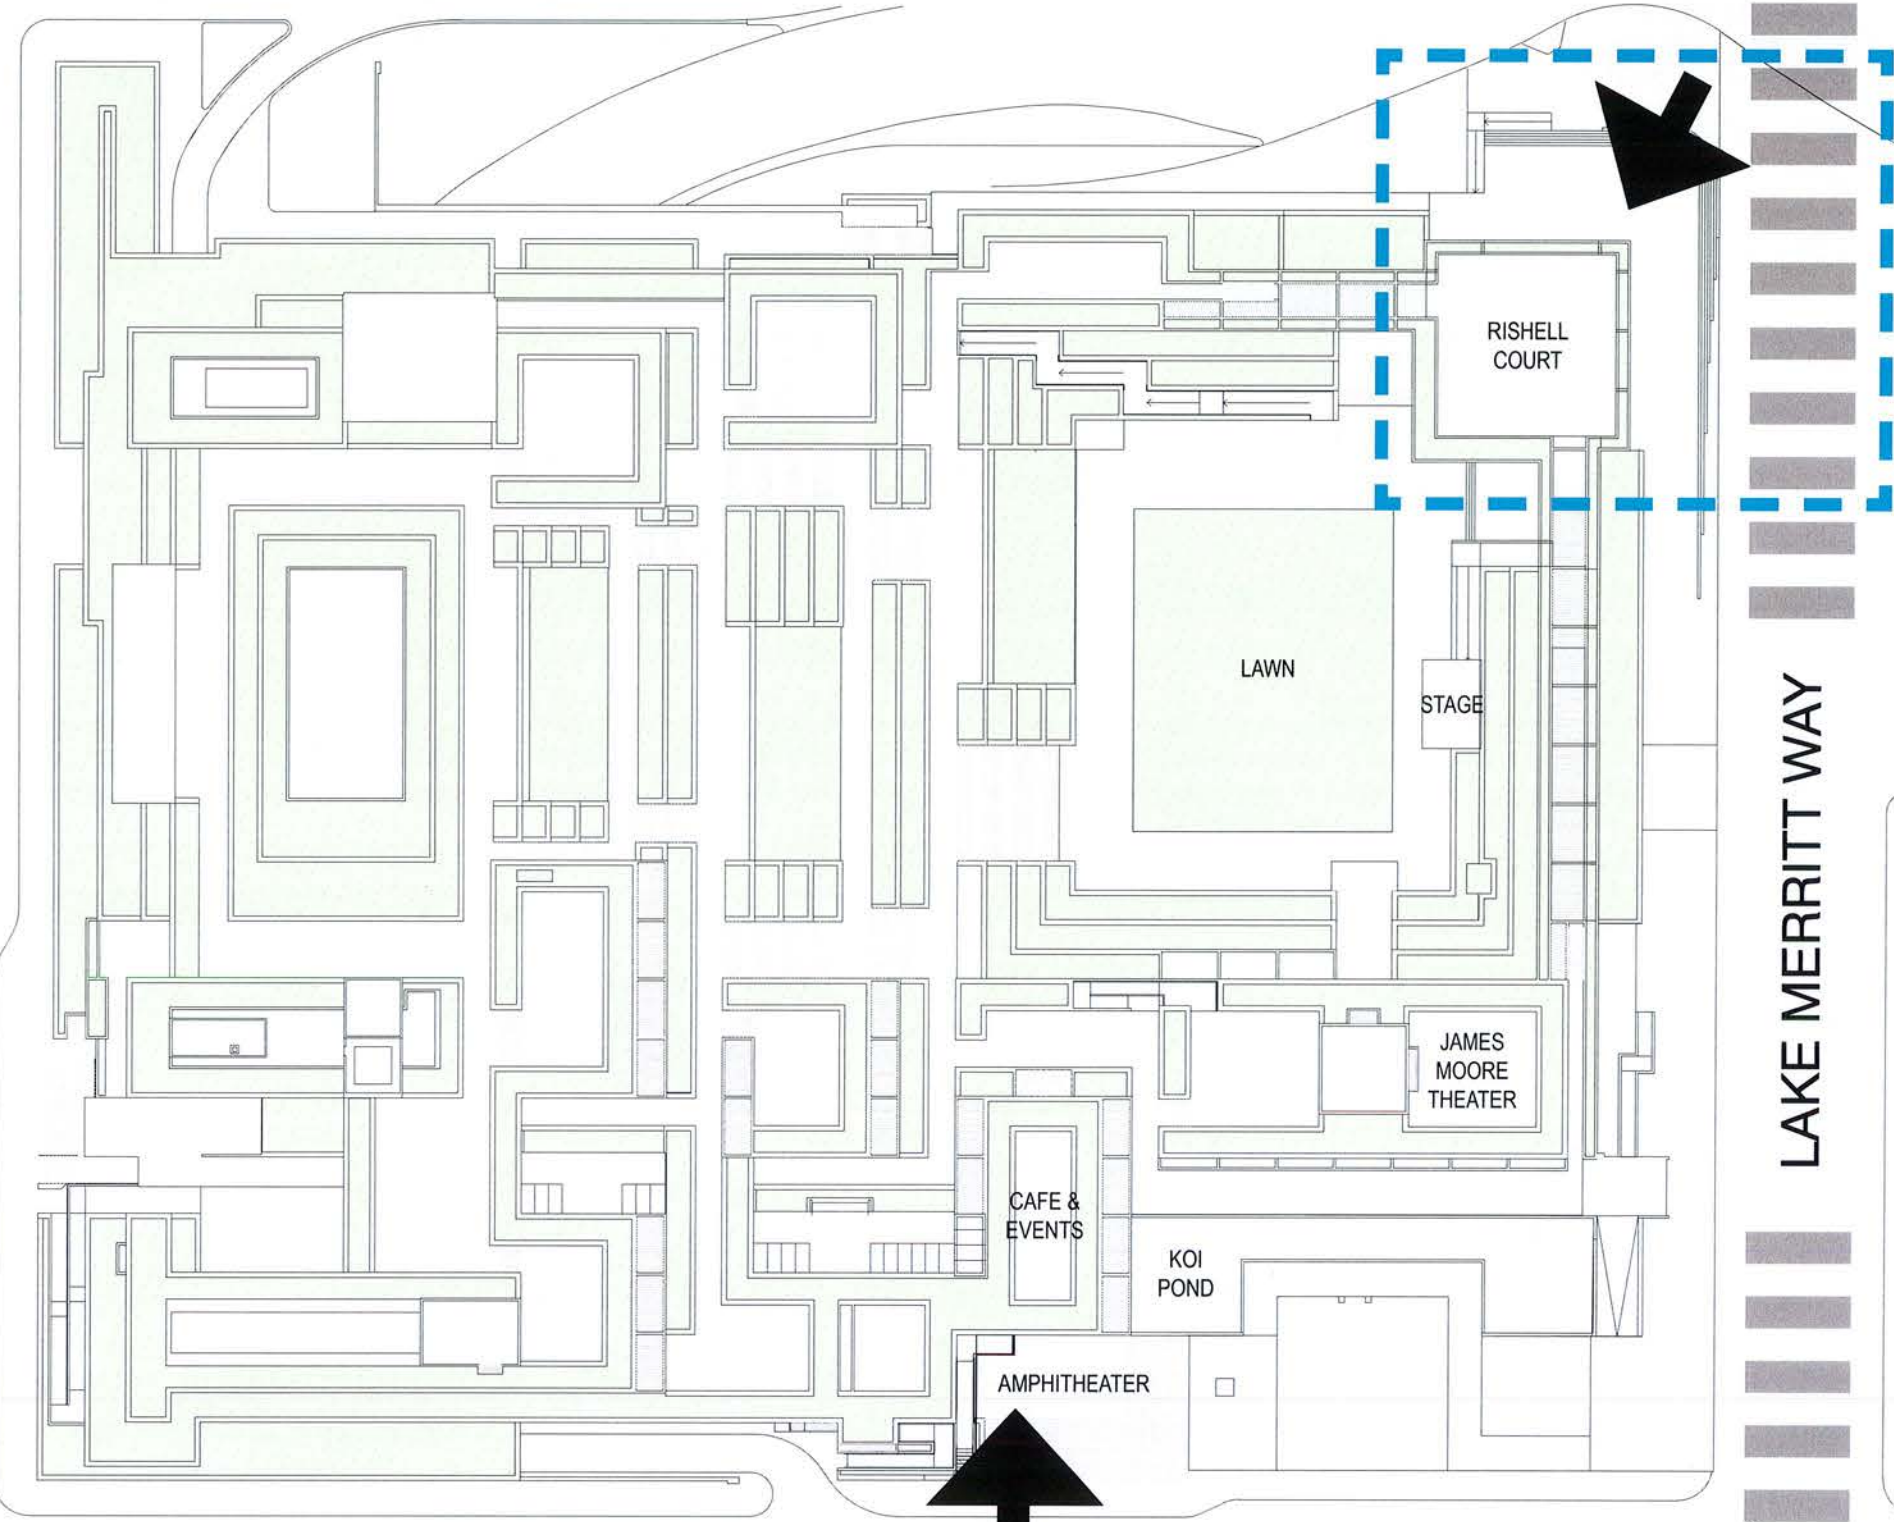 RISHELL
COURT
LAWN
STAGE
LAKE MERRITT WAY
JAMES
MOORE
THEATER
CAFE &
EVENTS
KOI
POND
AMPHITHEATER